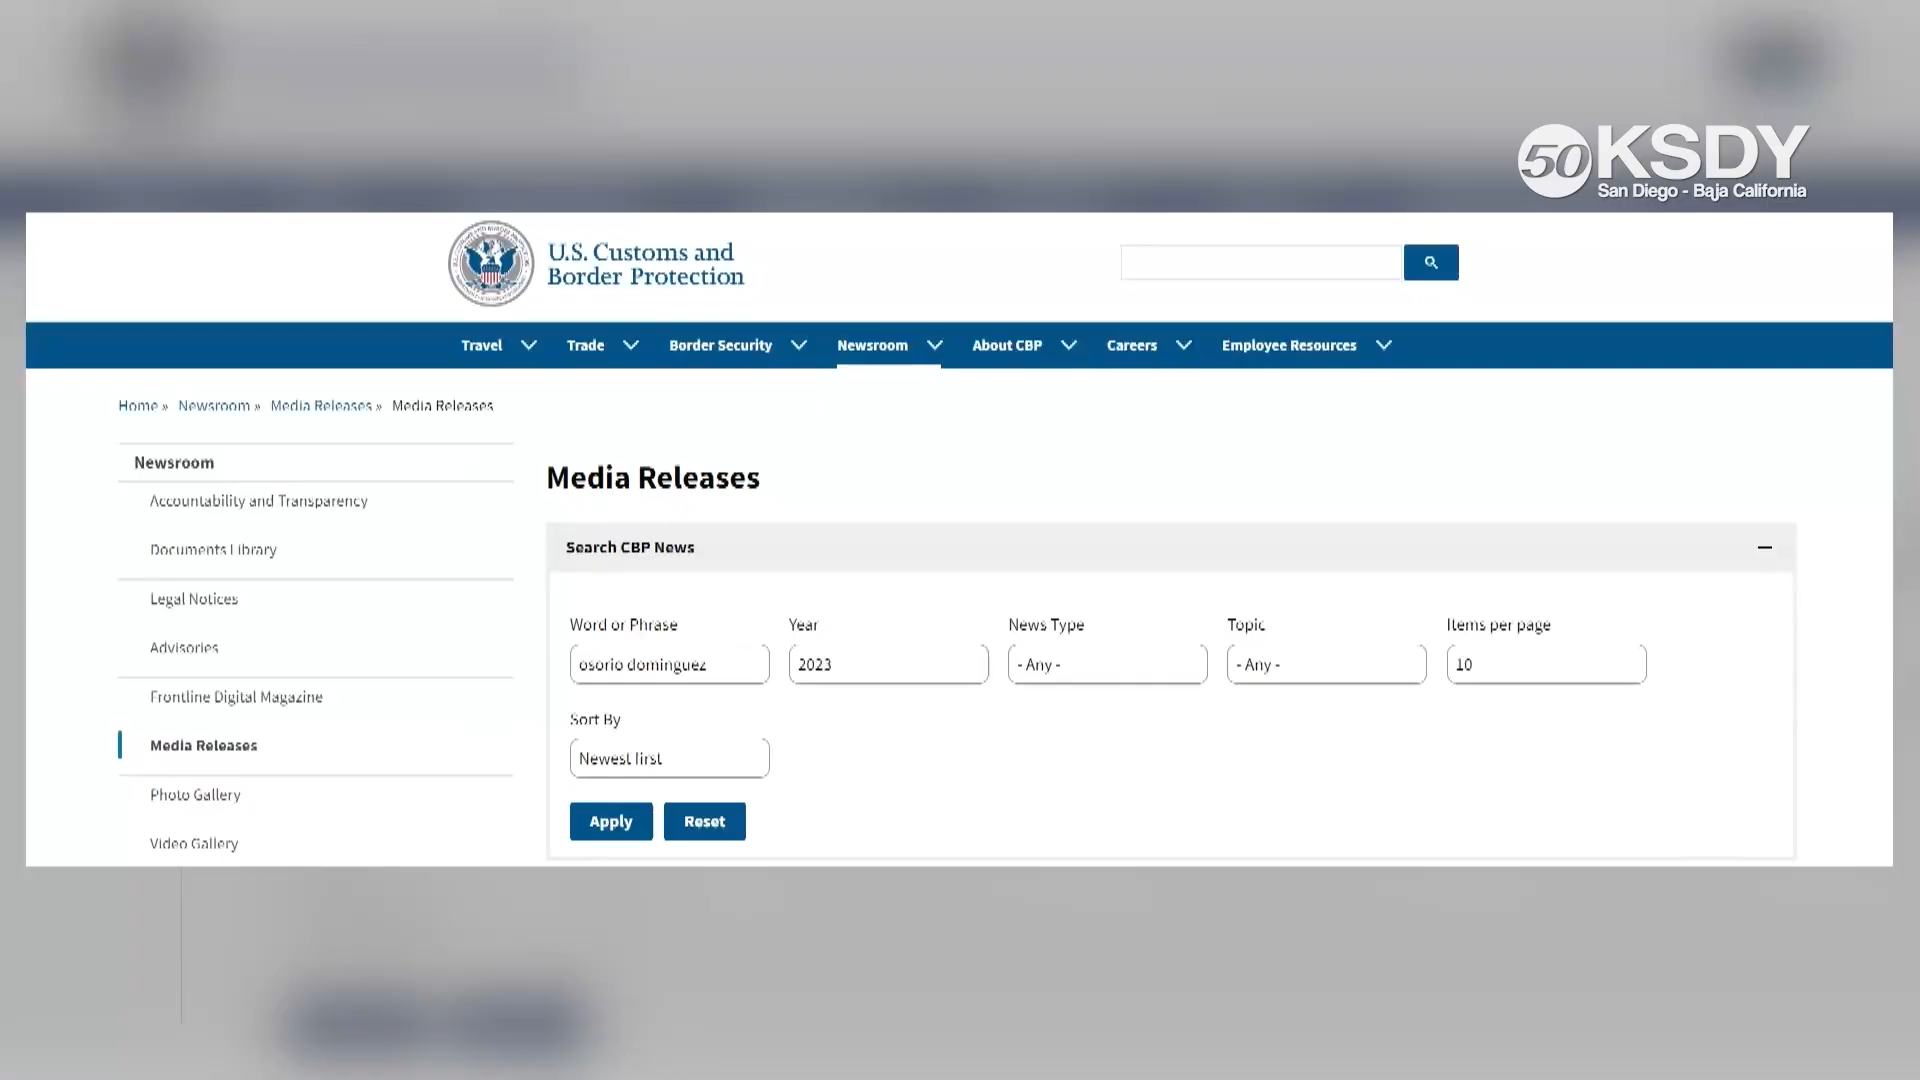 50 KSDY
San Diego - Baja California
U.S. Customs and
Border Protection
Travel Trade Border Security Newsroom About CBP Careers Employee Resources
Home » Newsroom » Media Releases » Media Releases
Newsroom
Accountability and Transparency
Documents Library
Legal Notices
Advisories
Frontline Digital Magazine
Media Releases
Photo Gallery
Video Gallery
Media Releases
Search CBP News
Word or Phrase Year News Type Topic Items per page
osorio dominguez 2023 - Any - - Any - 10
Sort By
Newest first
Apply Reset